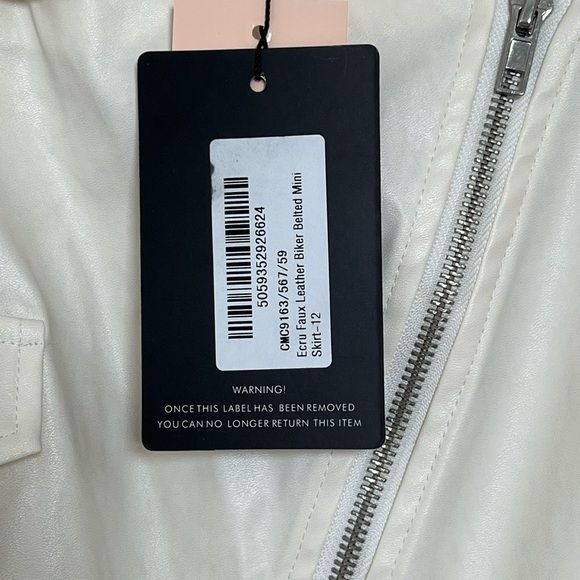 5059352926624
CMC9163/567/59
Ecru Faux Leather Biker Belted Mini
Skirt-12
WARNING!
ONCE THIS LABEL HAS BEEN REMOVED
YOU CAN NO LONGER RETURN THIS ITEM